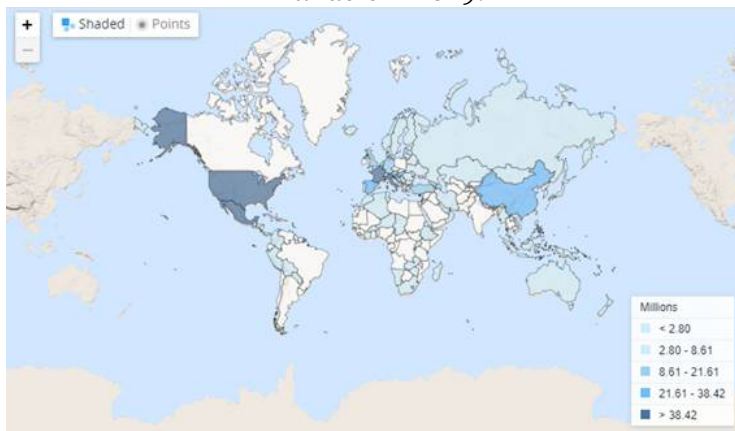 +
Shaded Points
−
Millions
< 2.80
2.80 - 8.61
8.61 - 21.61
21.61 - 38.42
> 38.42